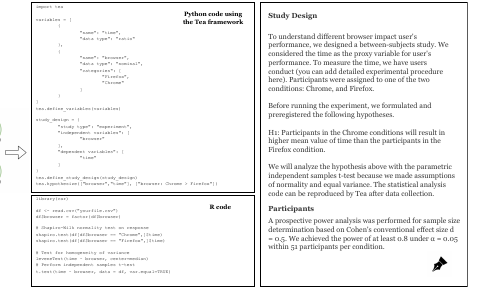 import tea
Python code using
the Tea framework
variables = [
{
"name": "time",
"data type": "ratio"
},
{
"name": "browser",
"data type": "nominal",
"categories": [
"Firefox",
"Chrome"
]
}
]
tea.define_variables(variables)
study_design = {
"study type": "experiment",
"independent variables": [
"browser"
],
"dependent variables": [
"time"
]
}
tea.define_study_design(study_design)
tea.hypothesize(["browser","time"], ["browser: Chrome > Firefox"])
library(car)
R code
df <- read.csv("yourfile.csv")
df$browser = factor(df$browser)
# Shapiro-Wilk normality test on response
shapiro.test(df[df$browser == "Chrome",]$time)
shapiro.test(df[df$browser == "Firefox",]$time)
# Test for homogeneity of variance
leveneTest(time ~ browser, center=median)
# Perform independent samples t-test
t.test(time ~ browser, data = df, var.equal=TRUE)
Study Design
To understand different browser impact user's
performance, we designed a between-subjects study. We
considered the time as the proxy variable for user's
performance. To measure the time, we have users
conduct (you can add detailed experimental procedure
here). Participants were assigned to one of the two
conditions: Chrome, and Firefox.
Before running the experiment, we formulated and
preregistered the following hypotheses.
H1: Participants in the Chrome conditions will result in
higher mean value of time than the participants in the
Firefox condition.
We will analyze the hypothesis above with the parametric
independent samples t-test because we made assumptions
of normality and equal variance. The statistical analysis
code can be reproduced by Tea after data collection.
Participants
A prospective power analysis was performed for sample size
determination based on Cohen's conventional effect size d
= 0.5. We achieved the power of at least 0.8 under α = 0.05
within 51 participants per condition.